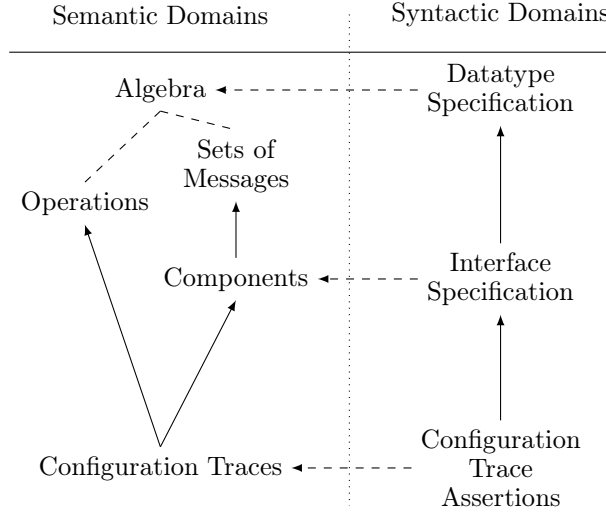 Semantic Domains
Syntactic Domains
Algebra
Datatype
Specification
Sets of
Messages
Operations
Components
Interface
Specification
Configuration Traces
Configuration
Trace
Assertions